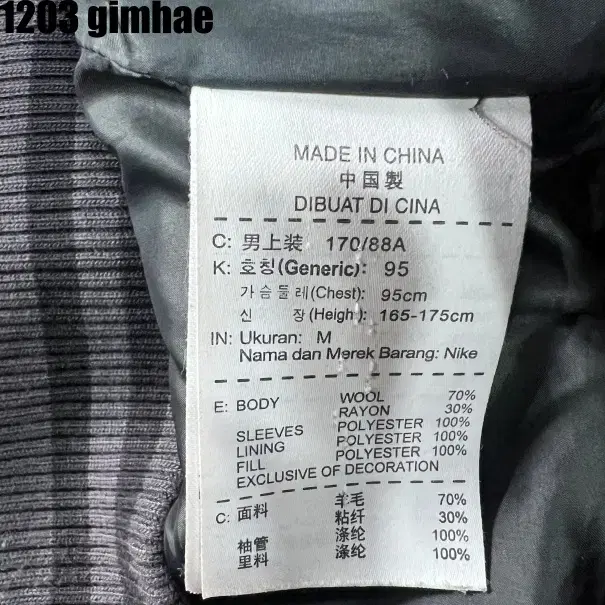 1203 gimhae
MADE IN CHINA
中国製
DIBUAT DI CINA
C: 男上装 170/88A
K: 호칭(Generic): 95
가슴둘레(Chest): 95cm
신 장(Heigh): 165-175cm
IN: Ukuran: M
Nama dan Merek Barang: Nike
E: BODY WOOL 70%
RAYON 30%
SLEEVES POLYESTER 100%
LINING POLYESTER 100%
FILL POLYESTER 100%
EXCLUSIVE OF DECORATION
C: 面料 羊毛 70%
粘纤 30%
袖管 涤纶 100%
里料 涤纶 100%